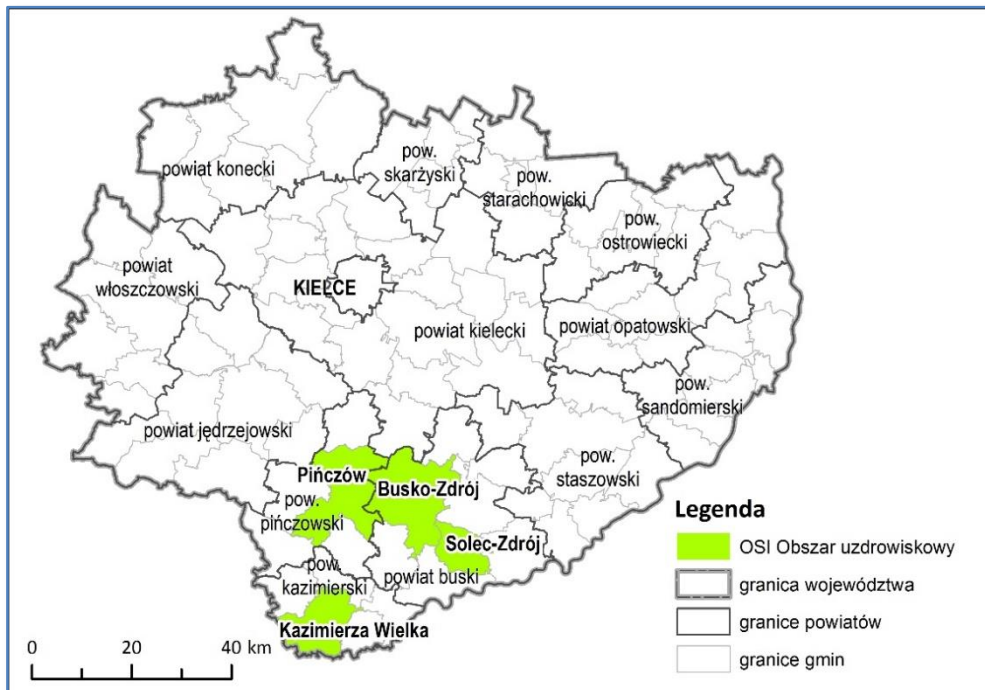 powiat konecki
pow.
skarżyski
pow.
starachowicki
pow.
ostrowiecki
powiat
włoszczowski
KIELCE
powiat kielecki
powiat opatowski
pow.
sandomierski
powiat jędrzejowski
pow.
staszowski
Pińczów
Busko-Zdrój
pow.
pińczowski
Solec-Zdrój
pow.
kazimierski
powiat buski
Kazimierza Wielka
0 20 40 km
Legenda
OSI Obszar uzdrowiskowy
granica województwa
granice powiatów
granice gmin